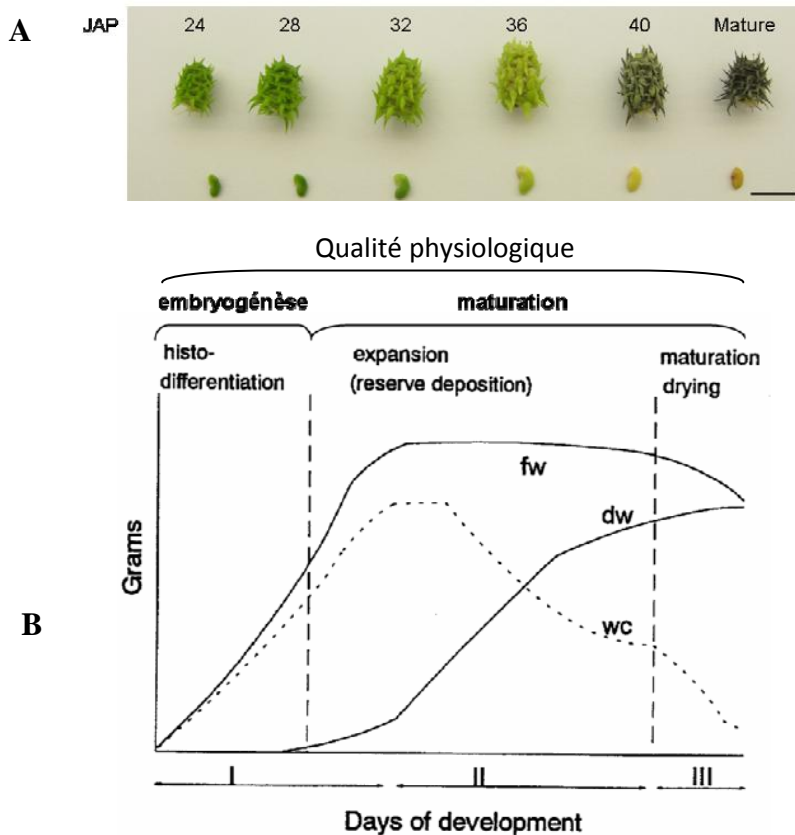 A
JAP 24 28 32 36 40 Mature
Qualité physiologique
embryogénèse maturation
histo- expansion maturation
differentiation (reserve deposition) drying
fw
dw
wc
Grams
B
I II III
Days of development